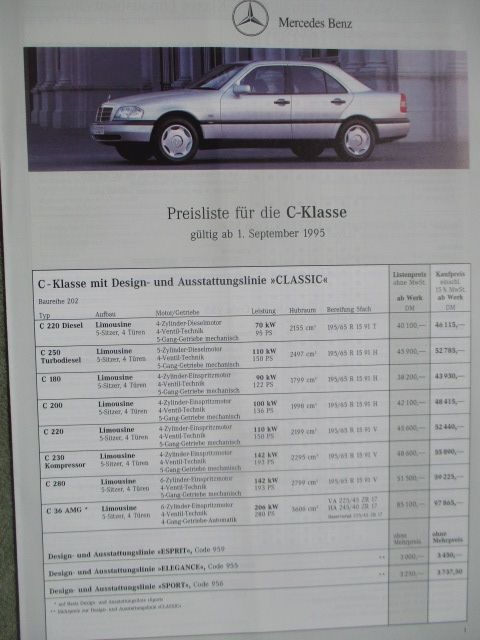 Mercedes Benz
Preisliste für die C-Klasse
gültig ab 1. September 1995
C-Klasse mit Design- und Ausstattungslinie »CLASSIC«
Baureihe 202
Listenpreis ohne MwSt. ab Werk DM
Kaufpreis einschl. 15 % MwSt. ab Werk DM
Typ Aufbau Motor/Getriebe Leistung Hubraum Bereifung 5fach
C 220 Diesel Limousine 4-Zylinder-Dieselmotor 70 kW 2155 cm³ 195/65 R 15 91 T 40 100,— 46 115,—
5-Sitzer, 4 Türen 4-Ventil-Technik 95 PS
5-Gang-Getriebe mechanisch
C 250 Limousine 5-Zylinder-Dieselmotor 110 kW 2497 cm³ 195/65 R 15 91 H 45 900,— 52 785,—
Turbodiesel 5-Sitzer, 4 Türen 4-Ventil-Technik 150 PS
5-Gang-Getriebe mechanisch
C 180 Limousine 4-Zylinder-Einspritzmotor 90 kW 1799 cm³ 195/65 R 15 91 H 38 200,— 43 930,—
5-Sitzer, 4 Türen 4-Ventil-Technik 122 PS
5-Gang-Getriebe mechanisch
C 200 Limousine 4-Zylinder-Einspritzmotor 100 kW 1998 cm³ 195/65 R 15 91 H 42 100,— 48 415,—
5-Sitzer, 4 Türen 4-Ventil-Technik 136 PS
5-Gang-Getriebe mechanisch
C 220 Limousine 4-Zylinder-Einspritzmotor 110 kW 2199 cm³ 195/65 R 15 91 V 45 600,— 52 440,—
5-Sitzer, 4 Türen 4-Ventil-Technik 150 PS
5-Gang-Getriebe mechanisch
C 230 Limousine 4-Zylinder-Einspritzmotor 142 kW 2295 cm³ 195/65 R 15 91 V 48 600,— 55 890,—
Kompressor 5-Sitzer, 4 Türen 4-Ventil-Technik 193 PS
5-Gang-Getriebe mechanisch
C 280 Limousine 6-Zylinder-Einspritzmotor 142 kW 2799 cm³ 195/65 R 15 91 V 51 500,— 59 225,—
5-Sitzer, 4 Türen 4-Ventil-Technik 193 PS
5-Gang-Getriebe mechanisch
C 36 AMG * Limousine 6-Zylinder-Einspritzmotor 206 kW 3606 cm³ VA 225/45 ZR 17 85 100,— 97 865,—
5-Sitzer, 4 Türen 4-Ventil-Technik 280 PS HA 245/40 ZR 17
4-Gang-Getriebe Automatik
ohne Mehrpreis ohne Mehrpreis
Design- und Ausstattungslinie »ESPRIT«, Code 959
Design- und Ausstattungslinie »ELEGANCE«, Code 955 ** 3 000,— 3 450,—
Design- und Ausstattungslinie »SPORT«, Code 956 ** 3 250,— 3 737,50
* auf Basis Design- und Ausstattungslinie »Sport«
** Mehrpreis zur Design- und Ausstattungslinie »CLASSIC«
1